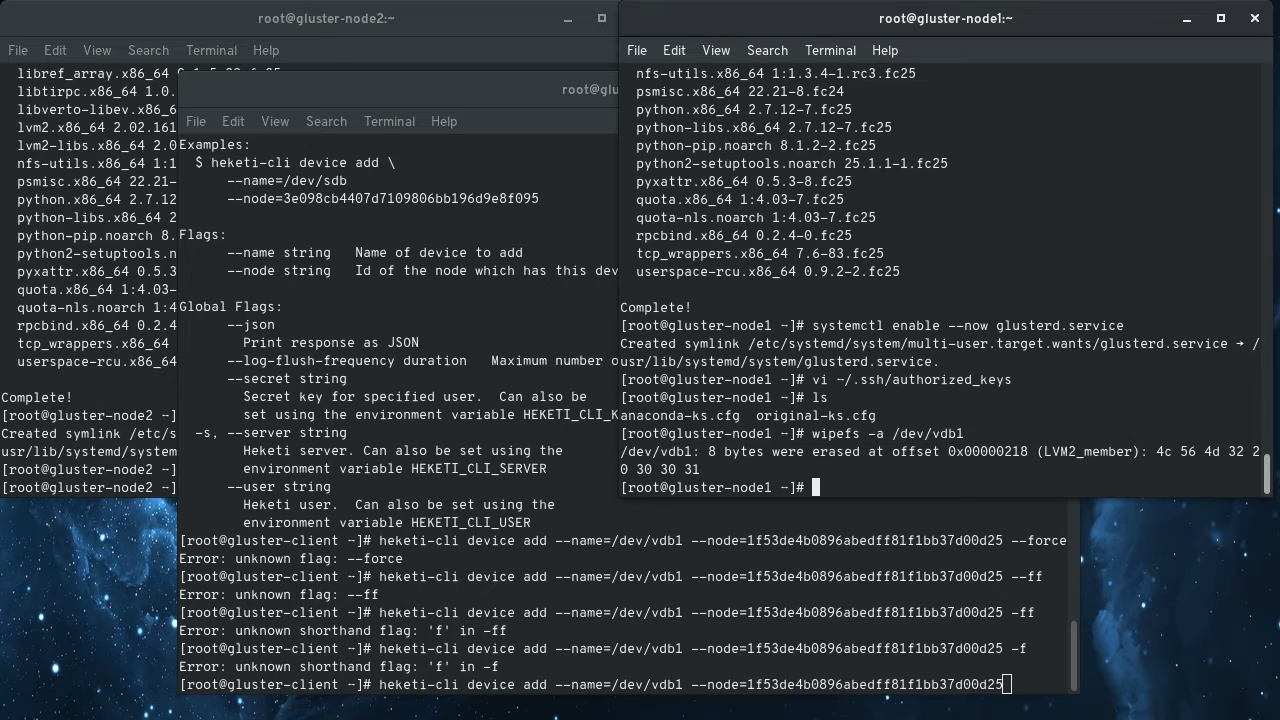 root@gluster-node2:~
File Edit View Search Terminal Help
libref_array.x86_64
libtirpc.x86_64 1.0.
libverto-libev.x86_6
lvm2.x86_64 2.02.161
lvm2-libs.x86_64 2.0
nfs-utils.x86_64 1:1
psmisc.x86_64 22.21-
python.x86_64 2.7.12
python-libs.x86_64 2
python-pip.noarch 8.
python2-setuptools.n
pyxattr.x86_64 0.5.3
quota.x86_64 1:4.03-
quota-nls.noarch 1:4
rpcbind.x86_64 0.2.4
tcp_wrappers.x86_64
userspace-rcu.x86_64
Complete!
[root@gluster-node2 ~]
Created symlink /etc/s
usr/lib/systemd/system
[root@gluster-node2 ~]
[root@gluster-node2 ~]
root@glu
File Edit View Search Terminal Help
Examples:
$ heketi-cli device add \
--name=/dev/sdb
--node=3e098cb4407d7109806bb196d9e8f095
Flags:
--name string Name of device to add
--node string Id of the node which has this dev
Global Flags:
--json
Print response as JSON
--log-flush-frequency duration Maximum number o
--secret string
Secret key for specified user. Can also be
set using the environment variable HEKETI_CLI_K
-s, --server string
Heketi server. Can also be set using the
environment variable HEKETI_CLI_SERVER
--user string
Heketi user. Can also be set using the
environment variable HEKETI_CLI_USER
[root@gluster-client ~]# heketi-cli device add --name=/dev/vdb1 --node=1f53de4b0896abedff81f1bb37d00d25 --force
Error: unknown flag: --force
[root@gluster-client ~]# heketi-cli device add --name=/dev/vdb1 --node=1f53de4b0896abedff81f1bb37d00d25 --ff
Error: unknown flag: --ff
[root@gluster-client ~]# heketi-cli device add --name=/dev/vdb1 --node=1f53de4b0896abedff81f1bb37d00d25 -ff
Error: unknown shorthand flag: 'f' in -ff
[root@gluster-client ~]# heketi-cli device add --name=/dev/vdb1 --node=1f53de4b0896abedff81f1bb37d00d25 -f
Error: unknown shorthand flag: 'f' in -f
[root@gluster-client ~]# heketi-cli device add --name=/dev/vdb1 --node=1f53de4b0896abedff81f1bb37d00d25
root@gluster-node1:~
File Edit View Search Terminal Help
nfs-utils.x86_64 1:1.3.4-1.rc3.fc25
psmisc.x86_64 22.21-8.fc24
python.x86_64 2.7.12-7.fc25
python-libs.x86_64 2.7.12-7.fc25
python-pip.noarch 8.1.2-2.fc25
python2-setuptools.noarch 25.1.1-1.fc25
pyxattr.x86_64 0.5.3-8.fc25
quota.x86_64 1:4.03-7.fc25
quota-nls.noarch 1:4.03-7.fc25
rpcbind.x86_64 0.2.4-0.fc25
tcp_wrappers.x86_64 7.6-83.fc25
userspace-rcu.x86_64 0.9.2-2.fc25
Complete!
[root@gluster-node1 ~]# systemctl enable --now glusterd.service
Created symlink /etc/systemd/system/multi-user.target.wants/glusterd.service → /
usr/lib/systemd/system/glusterd.service.
[root@gluster-node1 ~]# vi ~/.ssh/authorized_keys
[root@gluster-node1 ~]# ls
anaconda-ks.cfg original-ks.cfg
[root@gluster-node1 ~]# wipefs -a /dev/vdb1
/dev/vdb1: 8 bytes were erased at offset 0x00000218 (LVM2_member): 4c 56 4d 32 2
0 30 30 31
[root@gluster-node1 ~]#